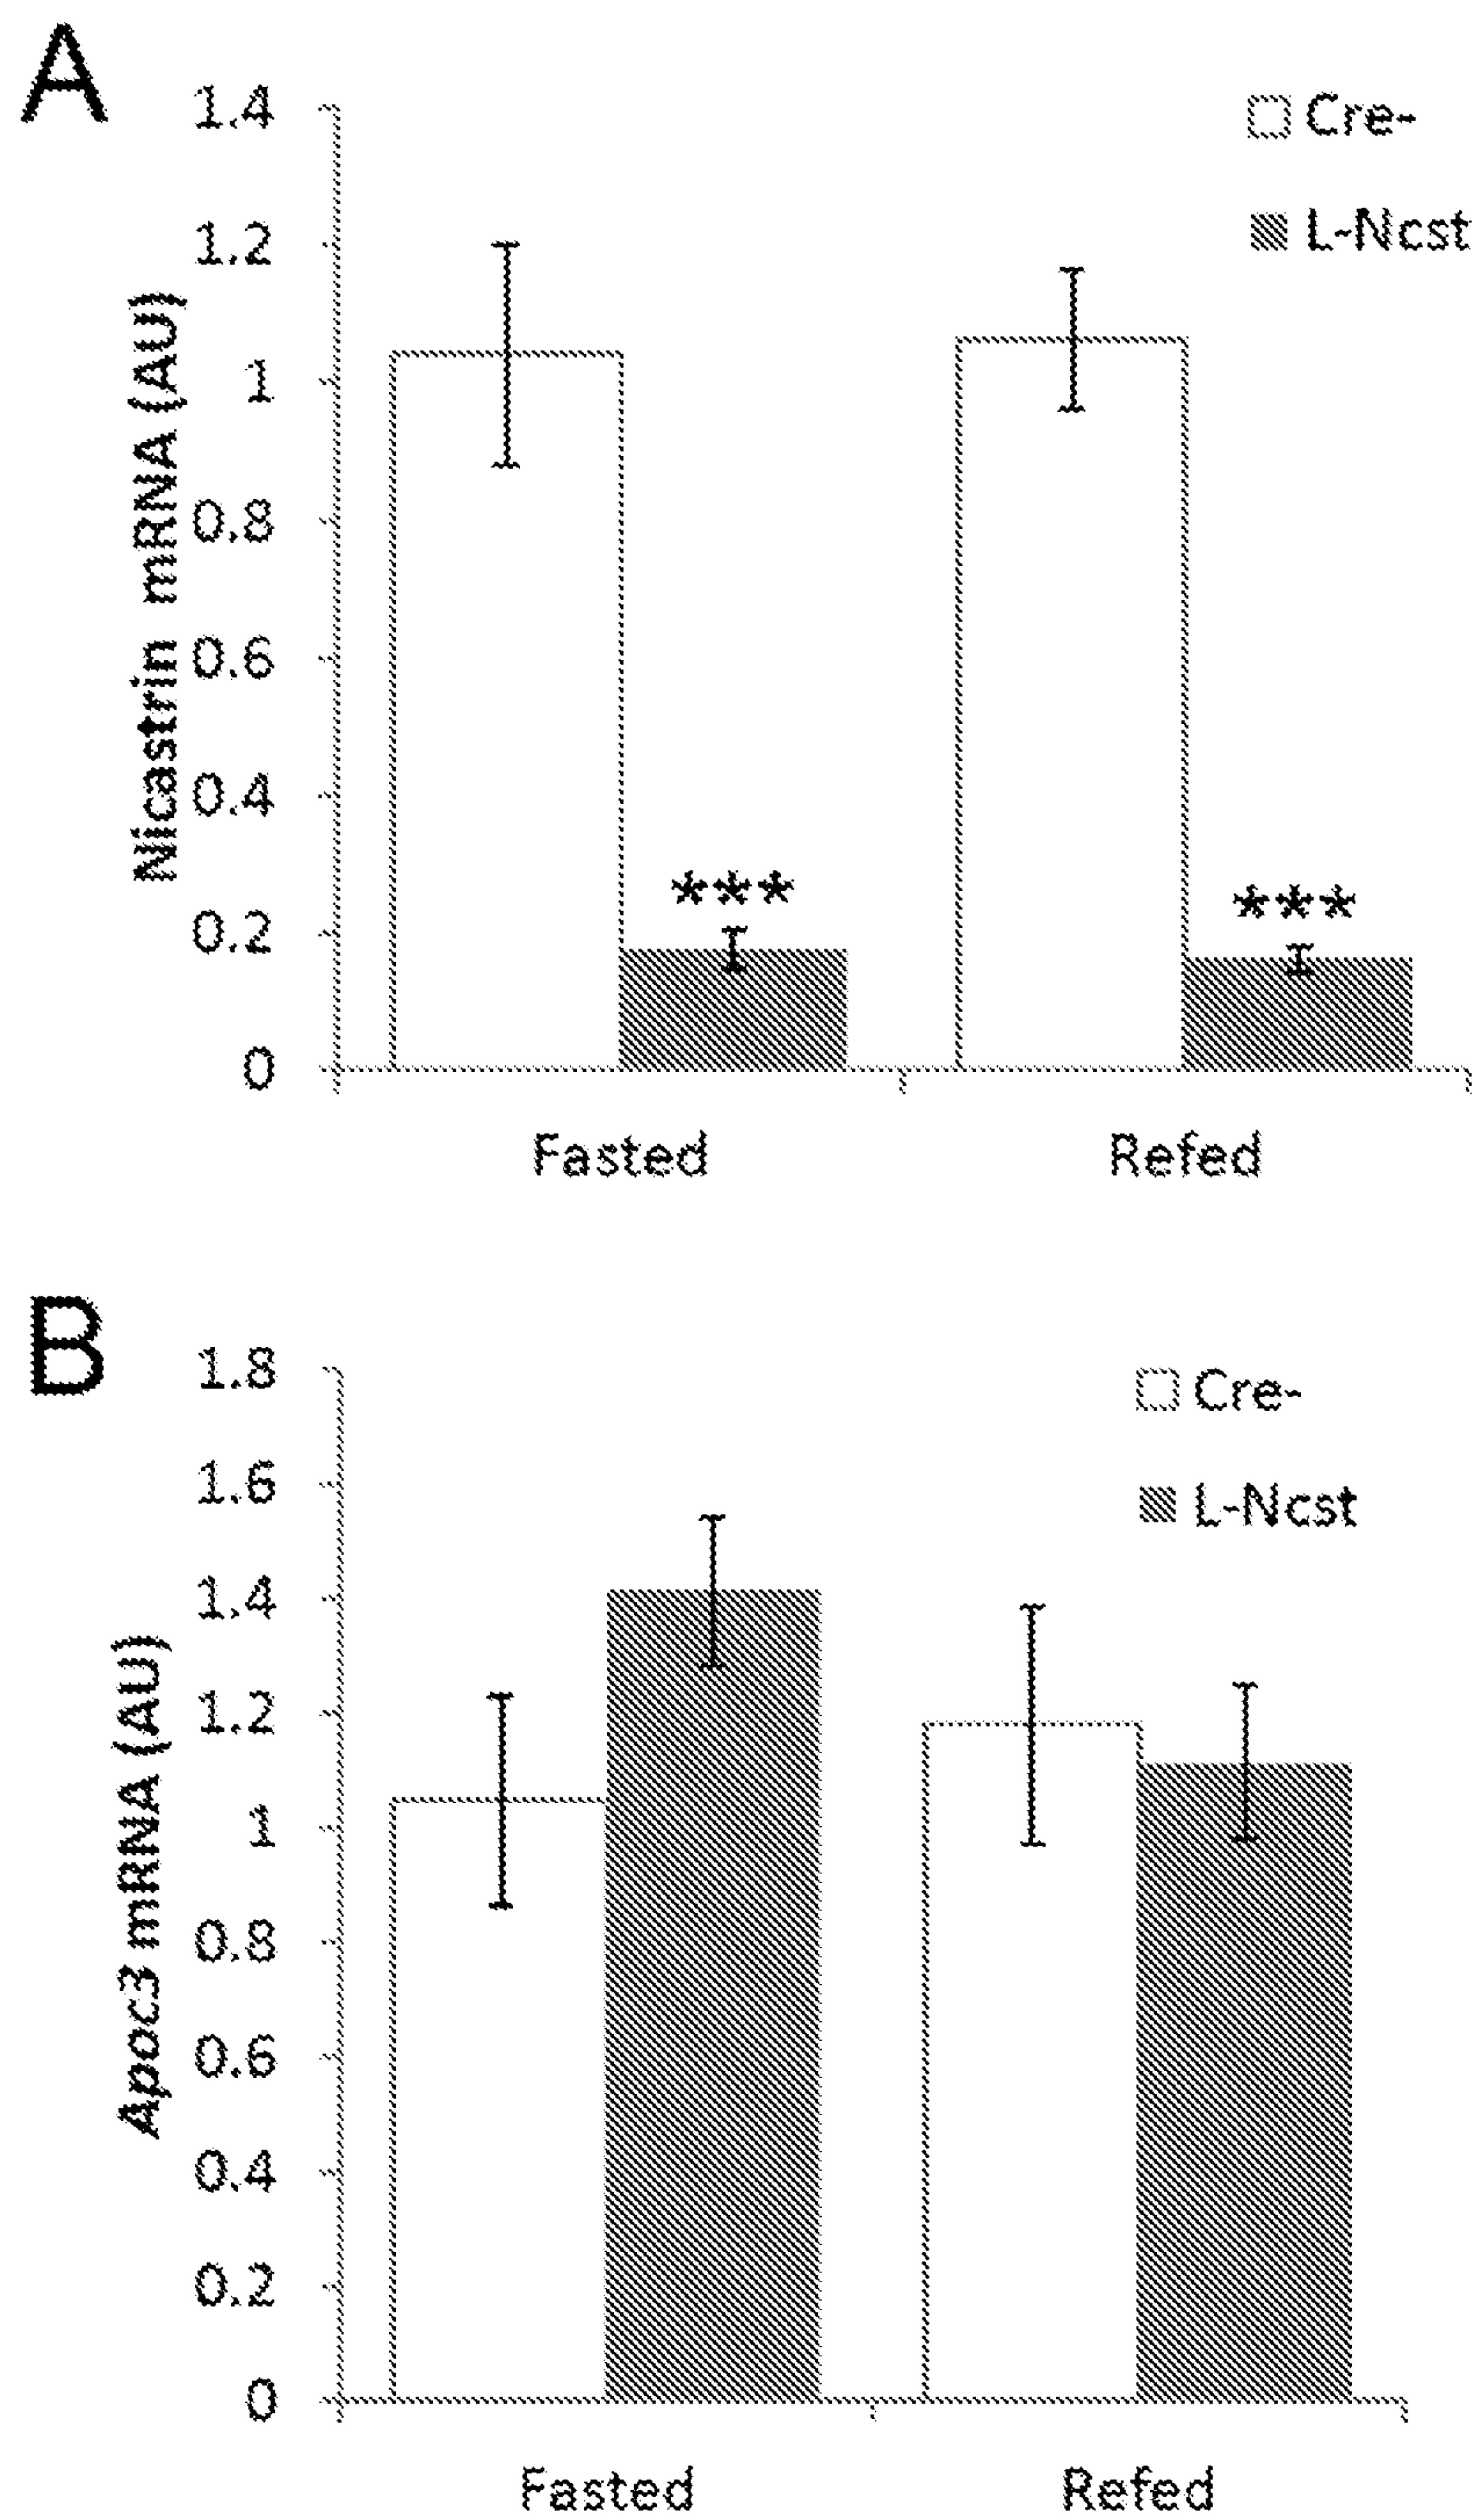 A
1.4
1.2
1
0.8
0.6
0.4
0.2
0
Nicastrin mRNA (AU)
Cre-
L-Ncst
***
***
Fasted
Refed
B
1.8
1.6
1.4
1.2
1
0.8
0.6
0.4
0.2
0
Apoc3 mRNA (AU)
Cre-
L-Ncst
Fasted
Refed